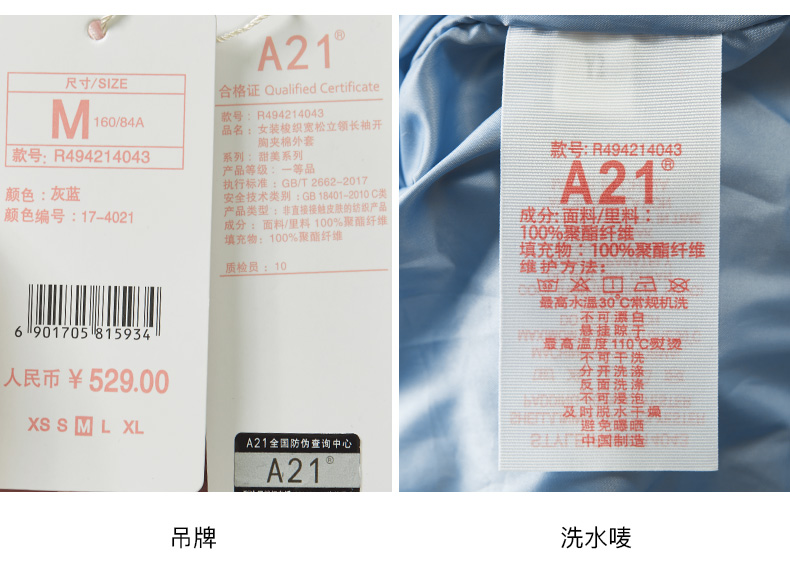 尺寸/SIZE
M 160/84A
款号: R494214043
颜色：灰蓝
颜色编号：17-4021
6 901705 815934
人民币 ¥ 529.00
XS S M L XL
A21®
合格证 Qualified Certificate
款号：R494214043
品名：女装梭织宽松立领长袖开
胸夹棉外套
系列：甜美系列
产品等级：一等品
执行标准：GB/T 2662-2017
安全技术类别：GB 18401-2010 C类
产品类型：非直接接触皮肤的纺织产品
成分：面料/里料 100%聚酯纤维
填充物：100%聚酯纤维
质检员：10
A21全国防伪查询中心
A21®
款号: R494214043
A21®
成分:面料/里料：
100%聚酯纤维
填充物：100%聚酯纤维
维护方法：
最高水温30℃常规机洗
不可漂白
悬挂晾干
最高温度110℃熨烫
不可干洗
分开洗涤
反面洗涤
不可浸泡
及时脱水干燥
避免曝晒
中国制造
吊牌
洗水唛